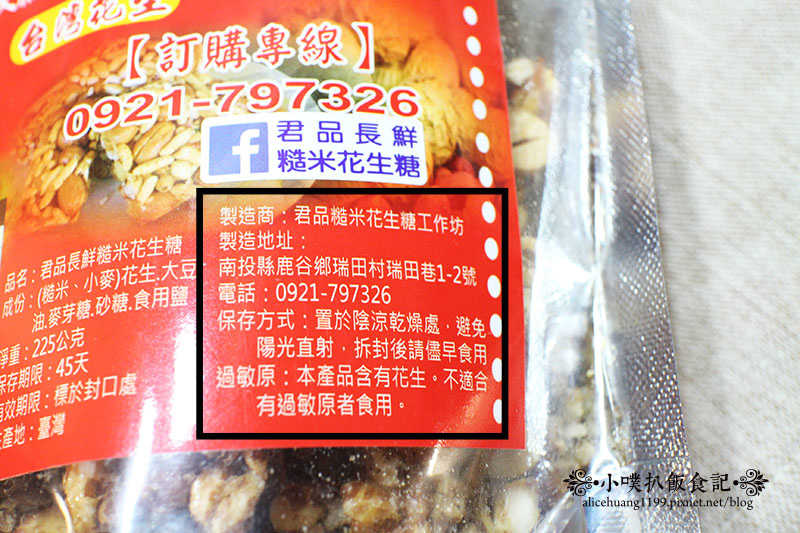 台灣花生
【訂購專線】
0921-797326
君品長鮮
糙米花生糖
品名：君品長鮮糙米花生糖
成份：(糙米、小麥)花生.大豆
油.麥芽糖.砂糖.食用鹽
淨重：225公克
保存期限：45天
有效期限：標於封口處
生產地：臺灣
製造商：君品糙米花生糖工作坊
製造地址：
南投縣鹿谷鄉瑞田村瑞田巷1-2號
電話：0921-797326
保存方式：置於陰涼乾燥處，避免
陽光直射，拆封後請儘早食用
過敏原：本產品含有花生。不適合
有過敏原者食用。
小噗扒飯食記
alicehuang1199.pixnet.net/blog